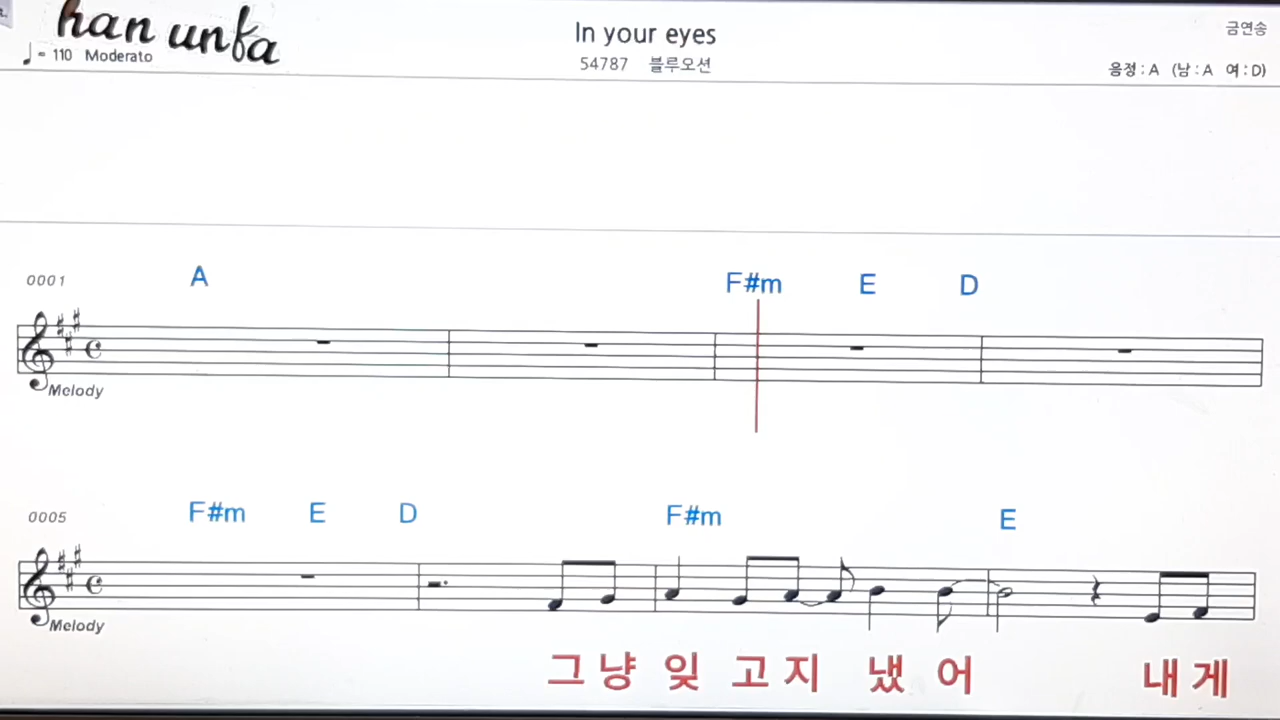 han unfa
♩= 110 Moderato
In your eyes
54787 블루오션
금연송
음정 : A (남 : A 여 : D)
0001
A F#m E D
Melody
0005
F#m E D F#m E
Melody
그냥 잊 고지 냈 어 내게